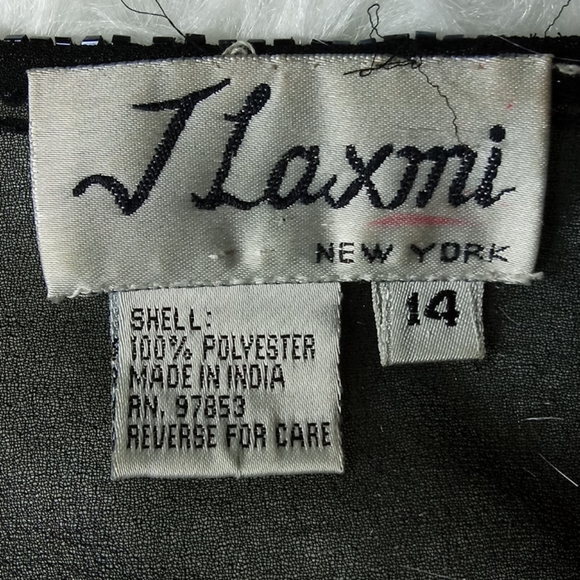 J Laxmi
NEW YORK
14
SHELL:
100% POLYESTER
MADE IN INDIA
RN. 97853
REVERSE FOR CARE